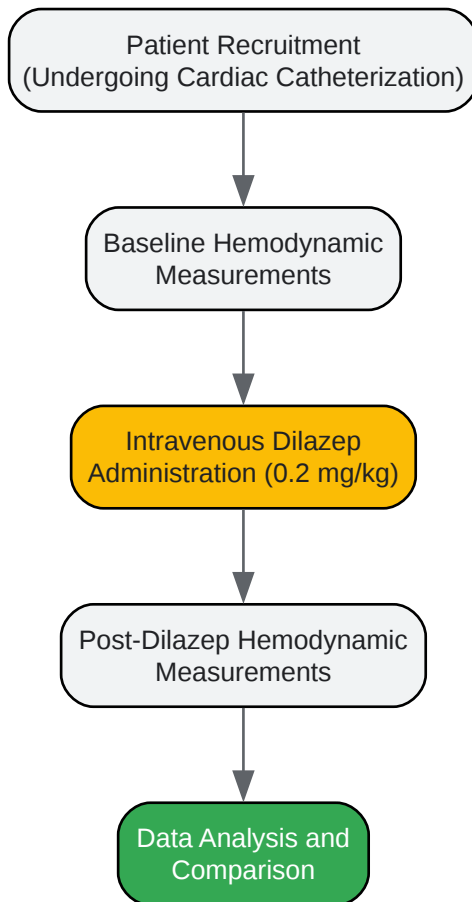 Patient Recruitment
(Undergoing Cardiac Catheterization)
Baseline Hemodynamic
Measurements
Intravenous Dilazep
Administration (0.2 mg/kg)
Post-Dilazep Hemodynamic
Measurements
Data Analysis and
Comparison